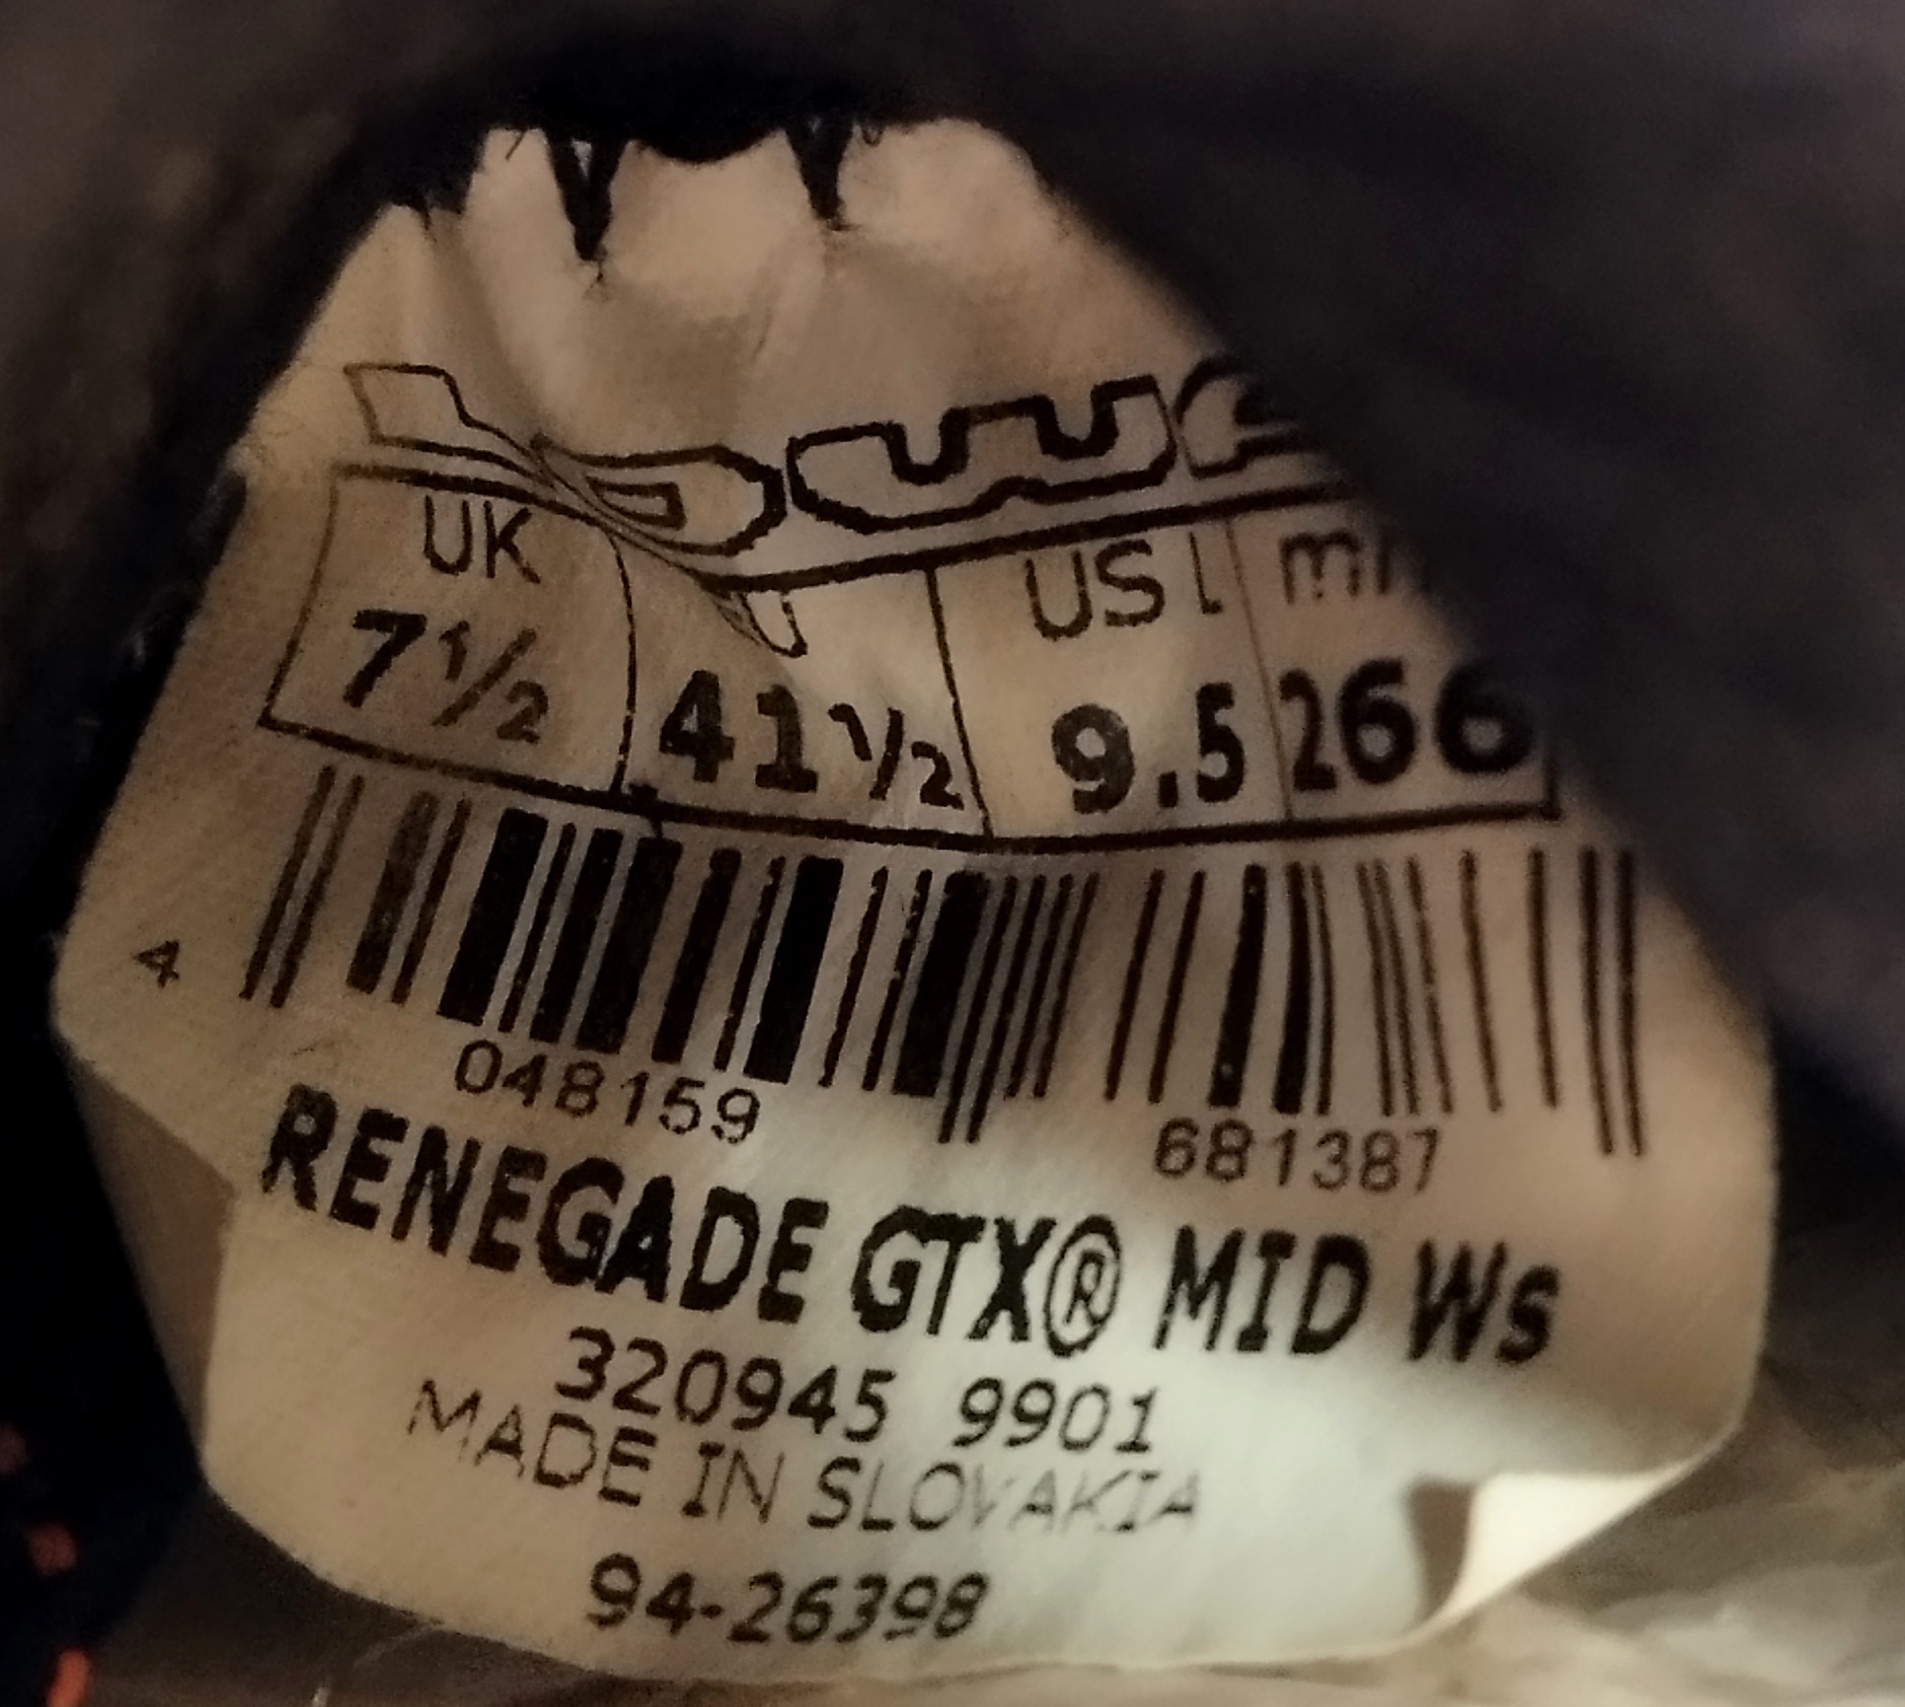 UK US L
7½ 41½ 9.5 266
4 048159 681387
RENEGADE GTX® MID Ws
320945 9901
MADE IN SLOVAKIA
94-26398